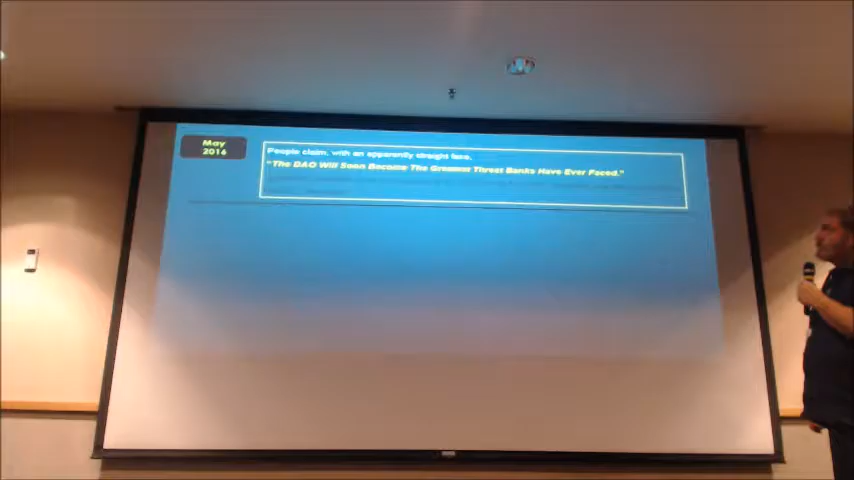 May
2016
People claim, with an apparently straight face,
"The DAO Will Soon Become The Greatest Threat Banks Have Ever Faced."